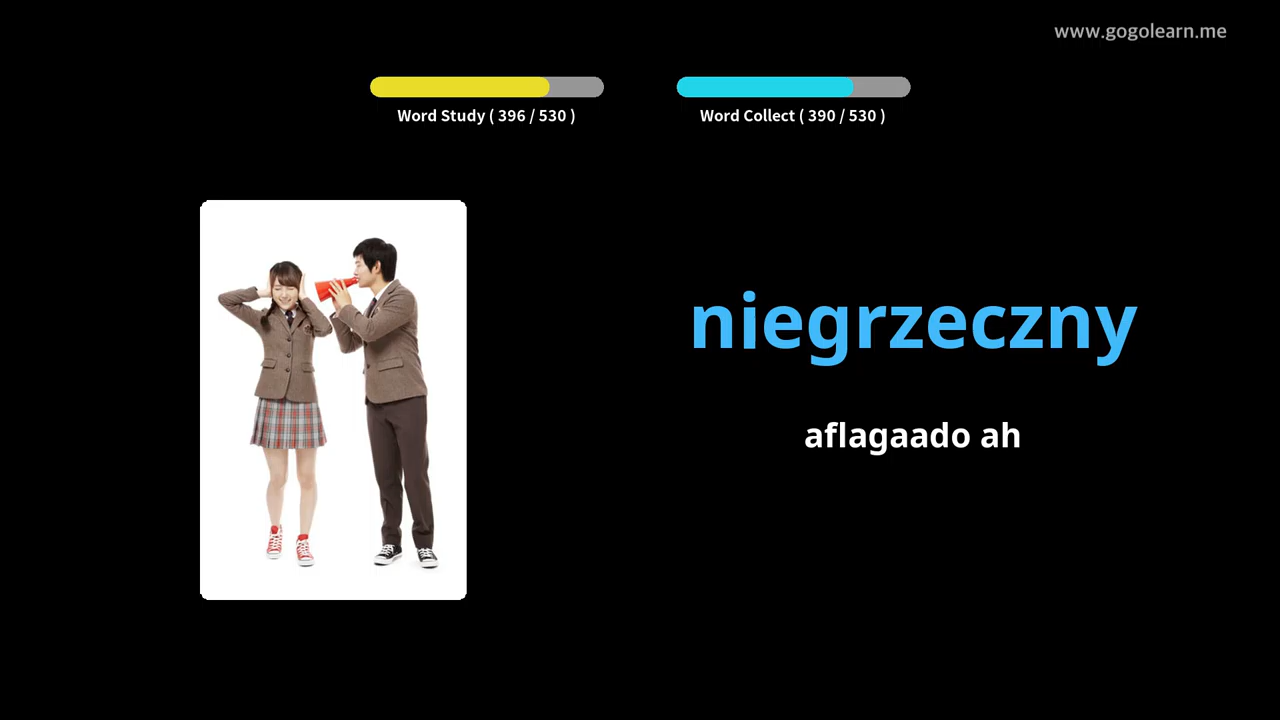 www.gogolearn.me
Word Study ( 396 / 530 )
Word Collect ( 390 / 530 )
niegrzeczny
aflagaado ah